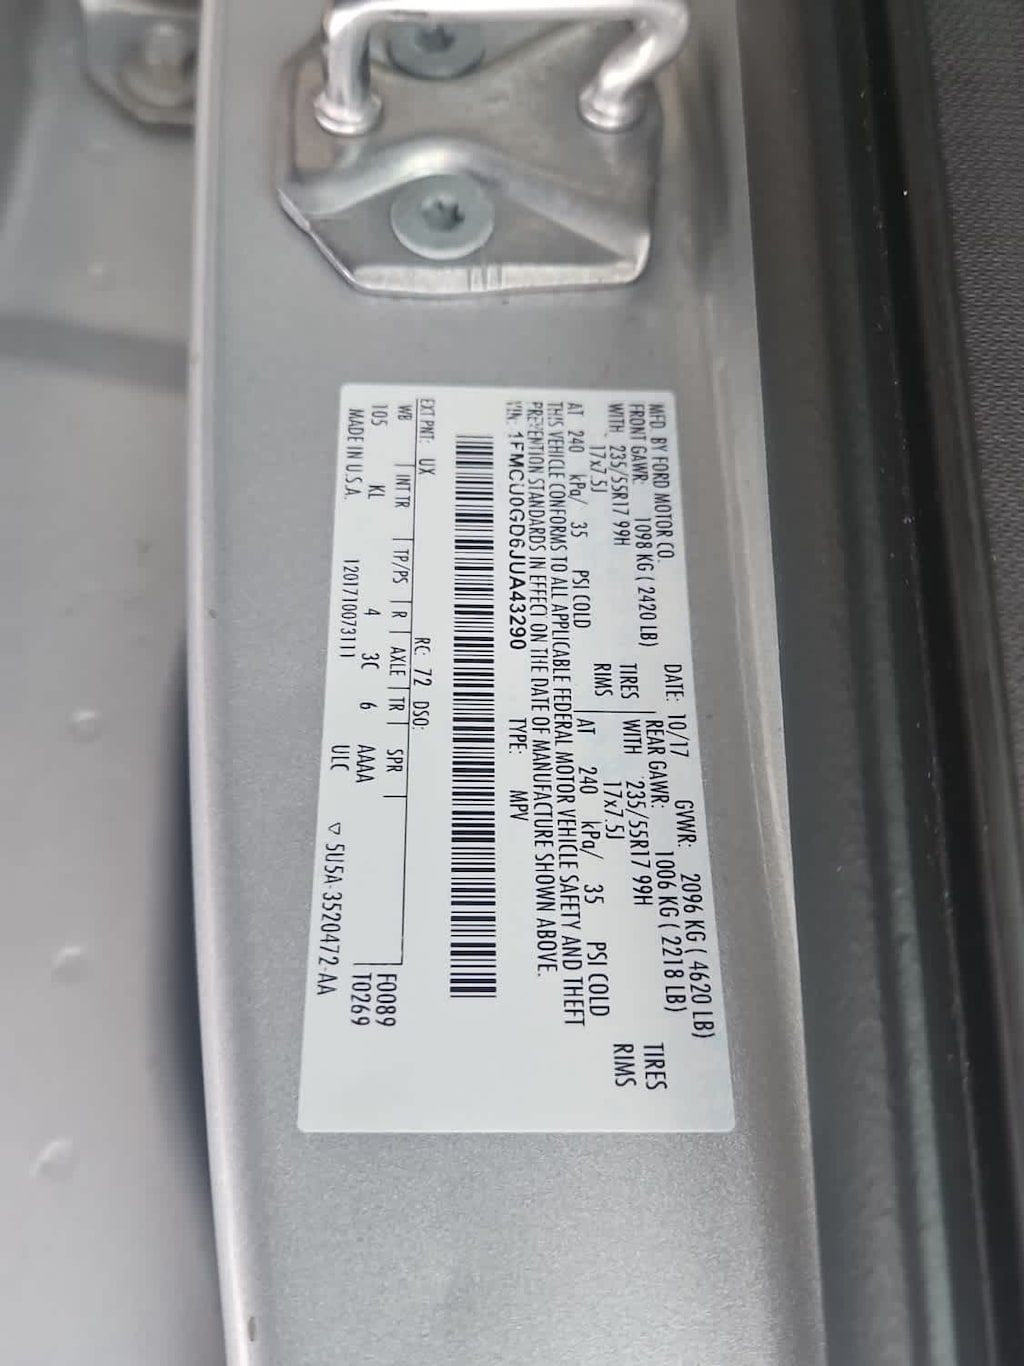 MFD BY FORD MOTOR CO. DATE: 10/17 GVWR: 2096 KG ( 4620 LB)
FRONT GAWR: 1098 KG ( 2420 LB) REAR GAWR: 1006 KG ( 2218 LB)
WITH 235/55R17 99H TIRES WITH 235/55R17 99H TIRES
17x7.5J RIMS 17x7.5J RIMS
AT 240 kPa/ 35 PSI COLD AT 240 kPa/ 35 PSI COLD
THIS VEHICLE CONFORMS TO ALL APPLICABLE FEDERAL MOTOR VEHICLE SAFETY AND THEFT
PREVENTION STANDARDS IN EFFECT ON THE DATE OF MANUFACTURE SHOWN ABOVE.
VIN: 1FMCU0GD6JUA43290 TYPE: MPV
EXT PNT: UX RC: 72 DSO:
WB INT TR TP/PS R AXLE TR SPR F0089
105 KL 4 3C 6 AAAA T0269
MADE IN U.S.A. 120171007311 1 ULC ▽ 5U5A-3520472-AA